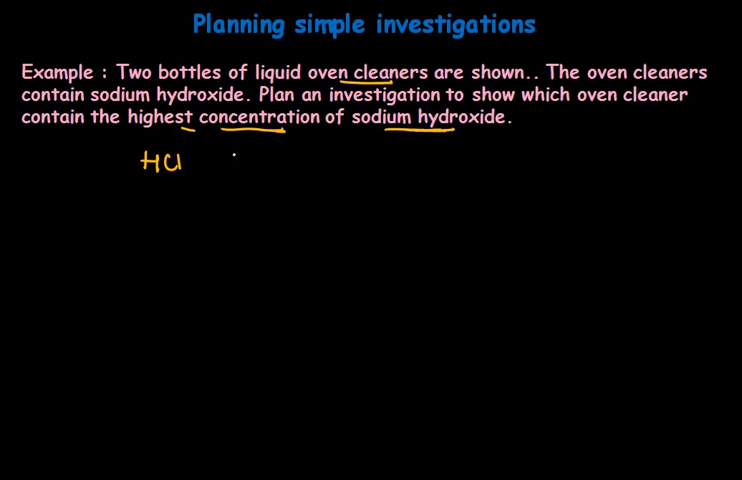 Planning simple investigations
Example : Two bottles of liquid oven cleaners are shown.. The oven cleaners
contain sodium hydroxide. Plan an investigation to show which oven cleaner
contain the highest concentration of sodium hydroxide.
HCl